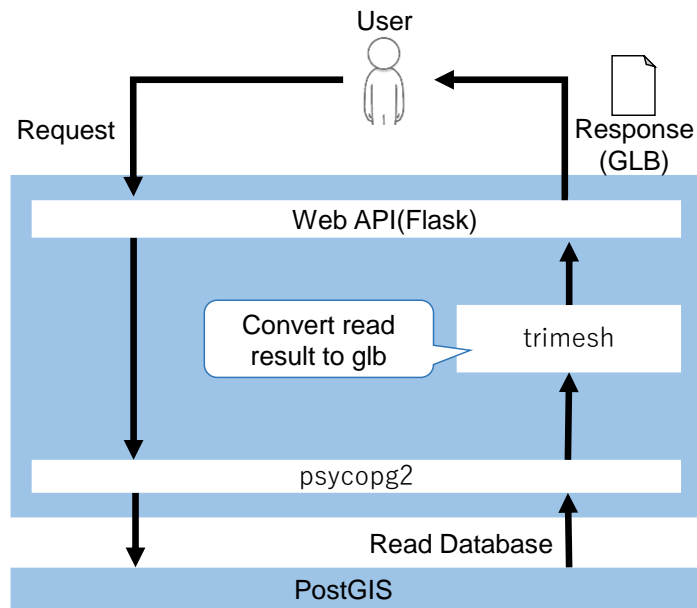 User
Request
Response
(GLB)
Web API(Flask)
Convert read
result to glb
trimesh
psycopg2
Read Database
PostGIS